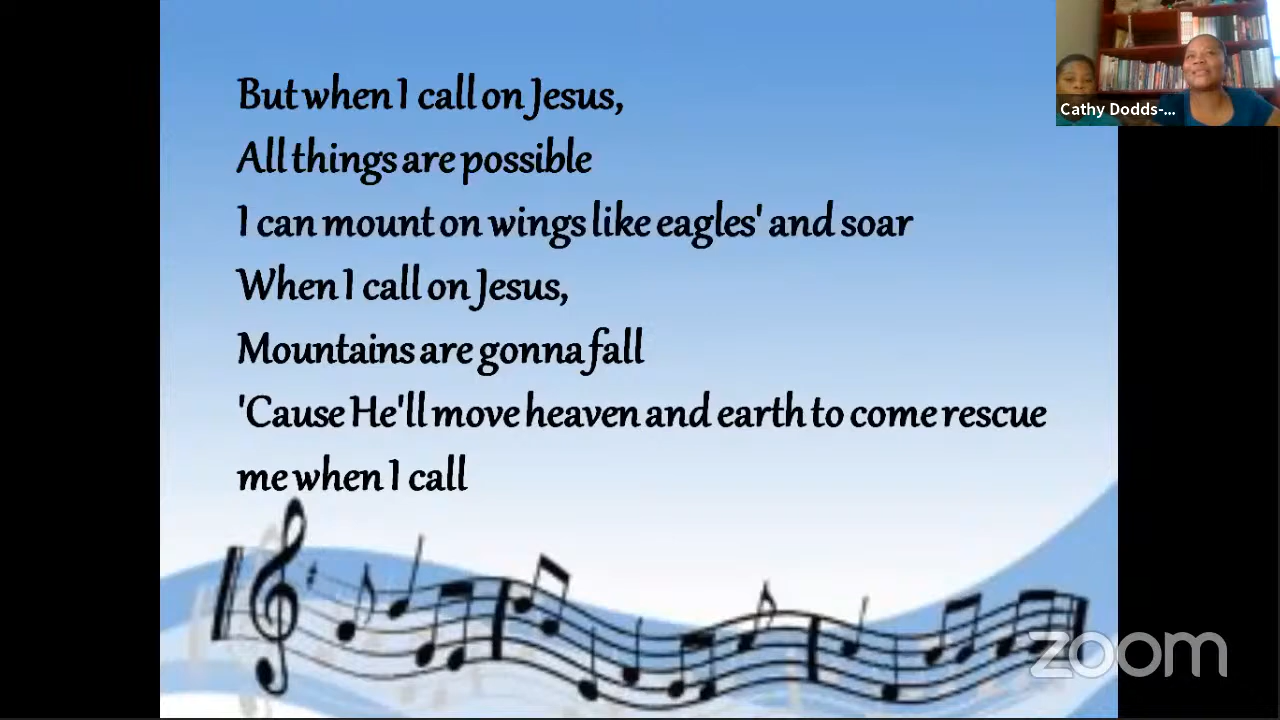 But when I call on Jesus,
All things are possible
I can mount on wings like eagles' and soar
When I call on Jesus,
Mountains are gonna fall
'Cause He'll move heaven and earth to come rescue
me when I call
Cathy Dodds-...
zoom